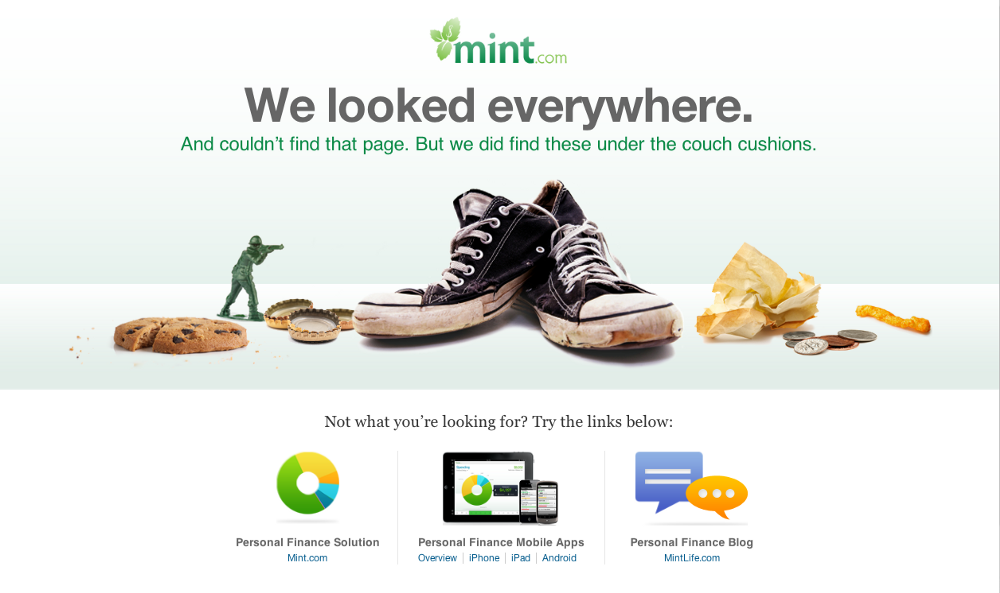 mint.com
We looked everywhere.
And couldn’t find that page. But we did find these under the couch cushions.
Not what you’re looking for? Try the links below:
Personal Finance Solution
Mint.com
Personal Finance Mobile Apps
Overview | iPhone | iPad | Android
Personal Finance Blog
MintLife.com